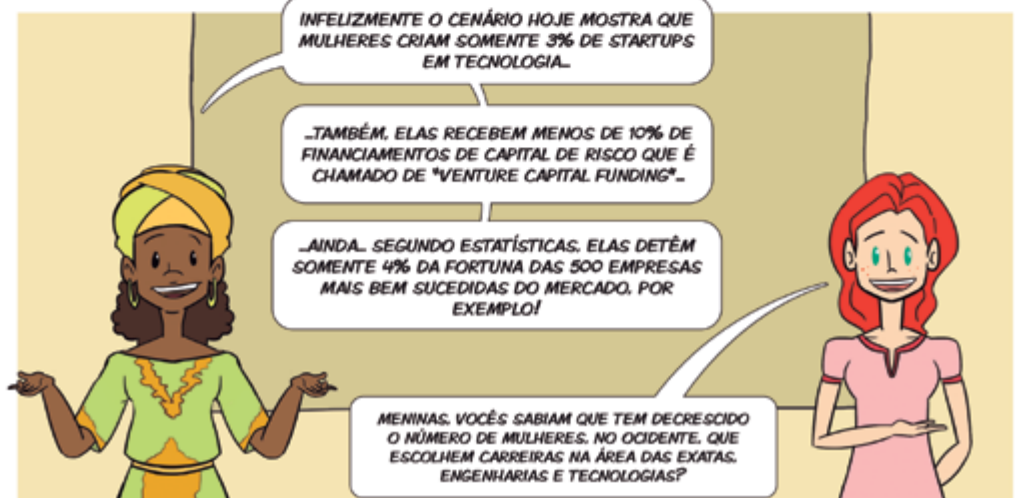 INFELIZMENTE O CENÁRIO HOJE MOSTRA QUE
MULHERES CRIAM SOMENTE 3% DE STARTUPS
EM TECNOLOGIA...
...TAMBÉM, ELAS RECEBEM MENOS DE 10% DE
FINANCIAMENTOS DE CAPITAL DE RISCO QUE É
CHAMADO DE "VENTURE CAPITAL FUNDING"...
...AINDA... SEGUNDO ESTATÍSTICAS, ELAS DETÊM
SOMENTE 4% DA FORTUNA DAS 500 EMPRESAS
MAIS BEM SUCEDIDAS DO MERCADO, POR
EXEMPLO!
MENINAS, VOCÊS SABIAM QUE TEM DECRESCIDO
O NÚMERO DE MULHERES, NO OCIDENTE, QUE
ESCOLHEM CARREIRAS NA ÁREA DAS EXATAS,
ENGENHARIAS E TECNOLOGIAS?